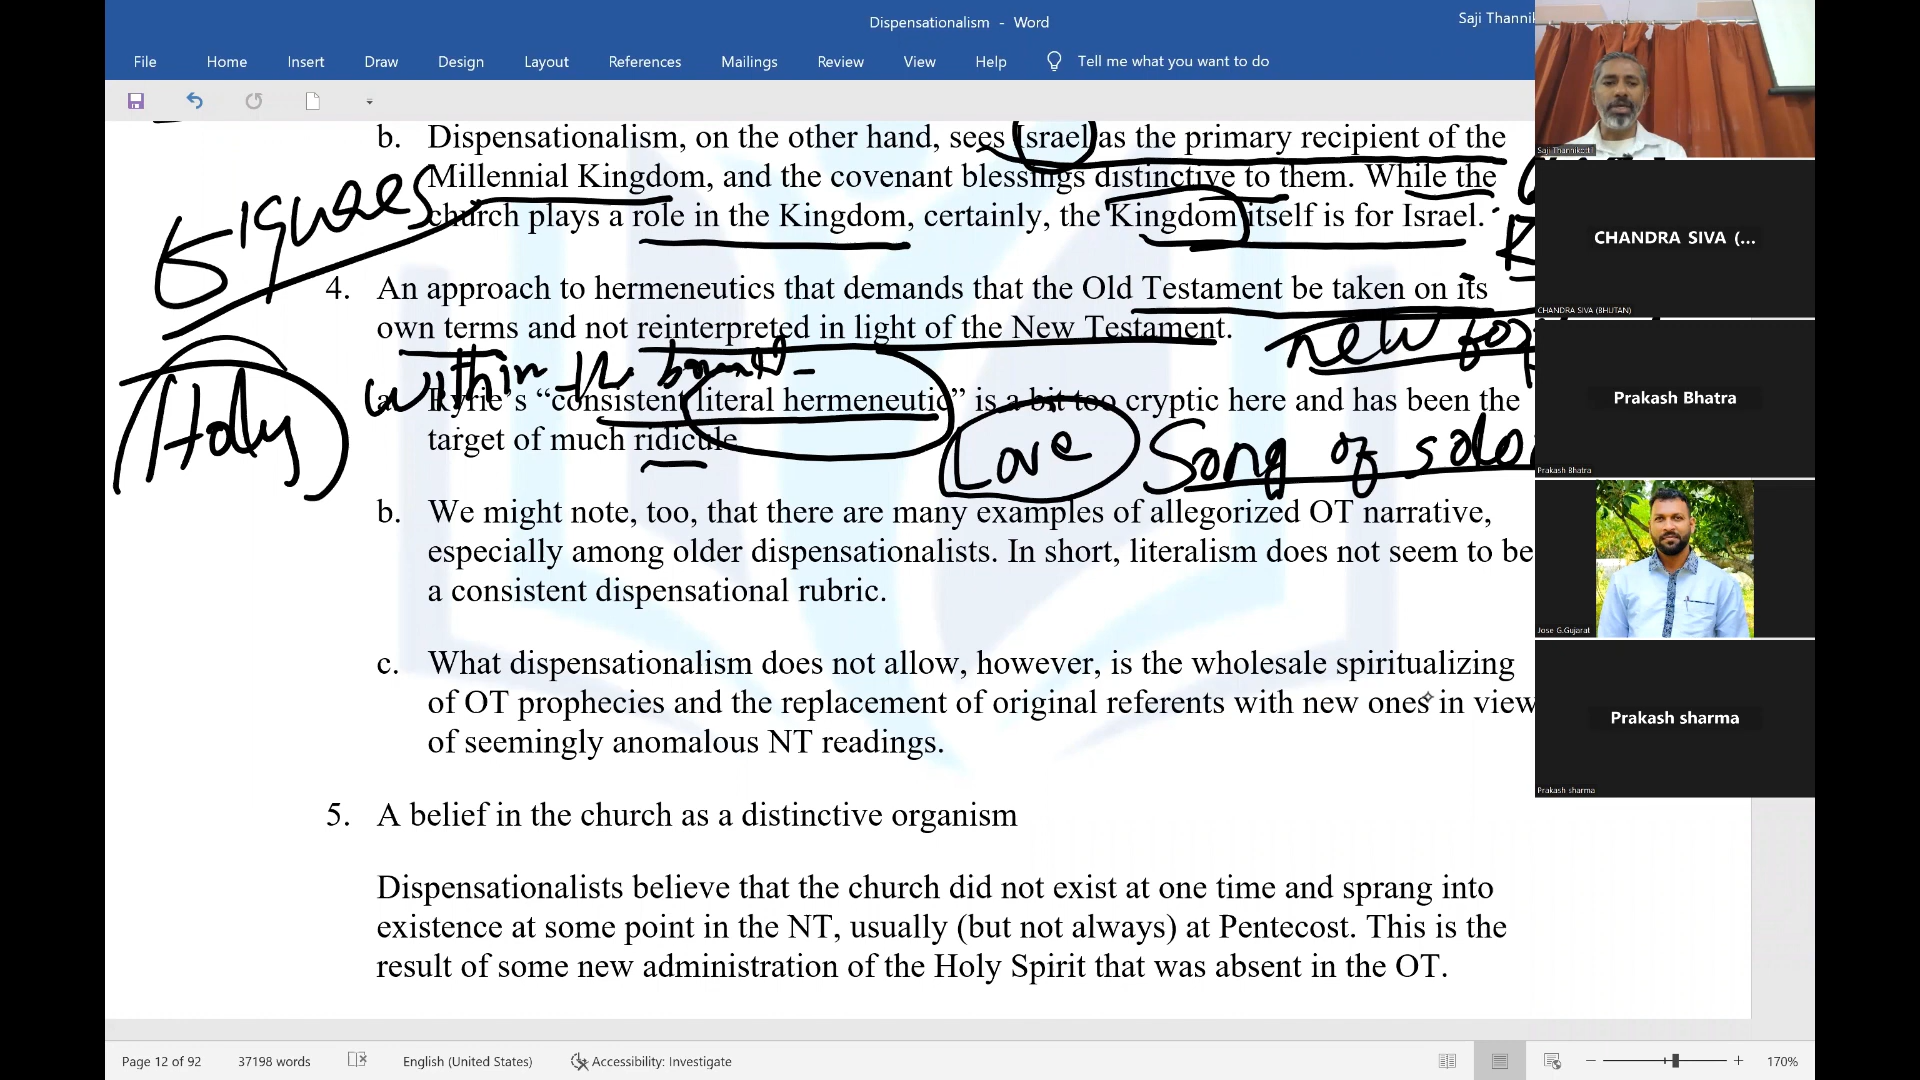 Dispensationalism - Word
Saji Thannik
File Home Insert Draw Design Layout References Mailings Review View Help Tell me what you want to do
b. Dispensationalism, on the other hand, sees Israel as the primary recipient of the
Millennial Kingdom, and the covenant blessings distinctive to them. While the
church plays a role in the Kingdom, certainly, the Kingdom itself is for Israel.
4. An approach to hermeneutics that demands that the Old Testament be taken on its
own terms and not reinterpreted in light of the New Testament.
new
within the
a. Ryrie's “consistent literal hermeneutic” is a bit too cryptic here and has been the
target of much ridicule.
Holy
Love Song of solo
b. We might note, too, that there are many examples of allegorized OT narrative,
especially among older dispensationalists. In short, literalism does not seem to be
a consistent dispensational rubric.
c. What dispensationalism does not allow, however, is the wholesale spiritualizing
of OT prophecies and the replacement of original referents with new ones in view
of seemingly anomalous NT readings.
5. A belief in the church as a distinctive organism
Dispensationalists believe that the church did not exist at one time and sprang into
existence at some point in the NT, usually (but not always) at Pentecost. This is the
result of some new administration of the Holy Spirit that was absent in the OT.
Page 12 of 92 37198 words English (United States) Accessibility: Investigate 170%
Saji Thannikottil
CHANDRA SIVA (...
CHANDRA SIVA (BHUTAN)
Prakash Bhatra
Prakash Bhatra
Jose G.Gujarat
Prakash sharma
Prakash sharma